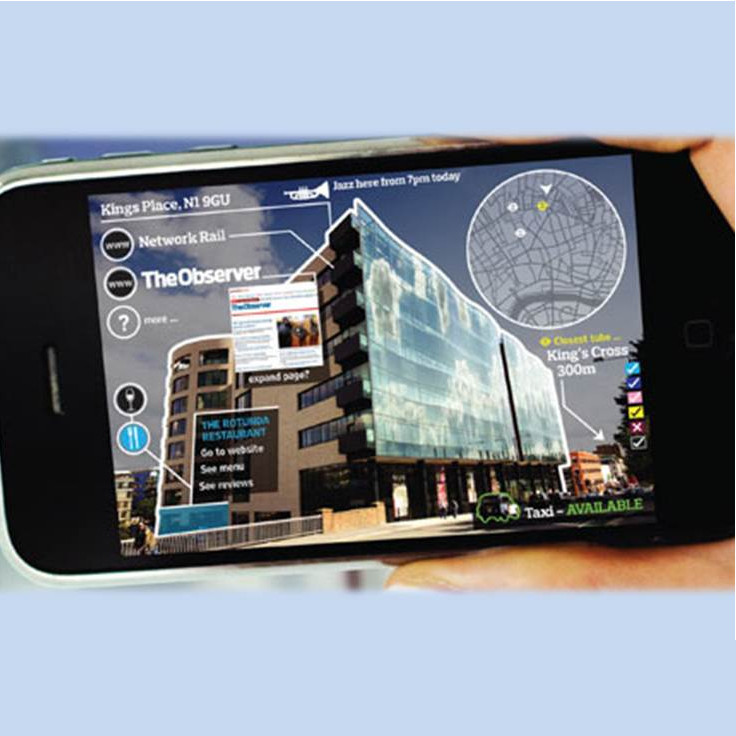 Jazz here from 7pm today
Kings Place, N1 9GU
www
Network Rail
www
TheObserver
TheObserver
?
more ...
expand page?
Closest tube ...
King's Cross
300m
THE ROTUNDA
RESTAURANT
Go to website
See menu
See reviews
Taxi - AVAILABLE